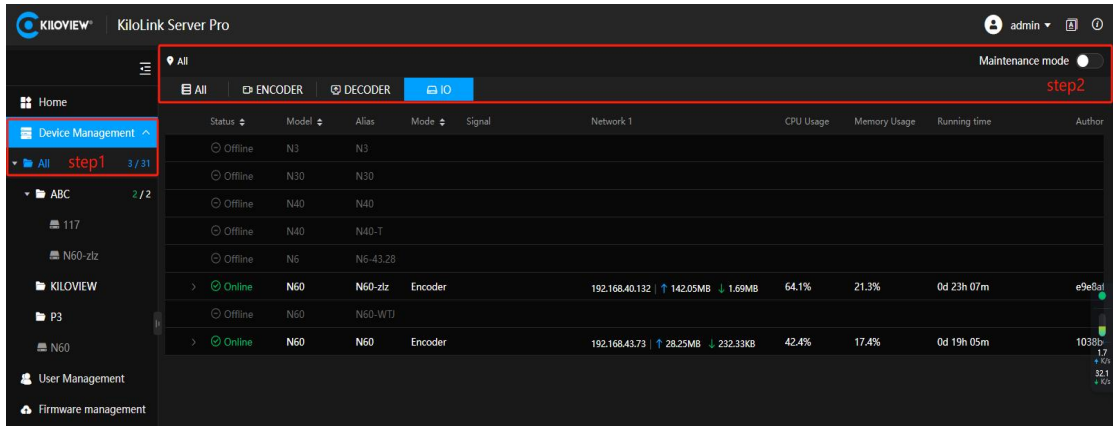 KILOVIEW® KiloLink Server Pro admin
All Maintenance mode
All ENCODER DECODER IO step2
Home
Device Management
All step1 3 / 31
ABC 2 / 2
117
N60-zlz
KILOVIEW
P3
N60
User Management
Firmware management
Status Model Alias Mode Signal Network 1 CPU Usage Memory Usage Running time Author
Offline N3 N3
Offline N30 N30
Offline N40 N40
Offline N40 N40-T
Offline N6 N6-43.28
Online N60 N60-zlz Encoder 192.168.40.132 | ↑ 142.05MB ↓ 1.69MB 64.1% 21.3% 0d 23h 07m e9e8af
Offline N60 N60-WTJ
Online N60 N60 Encoder 192.168.43.73 | ↑ 28.25MB ↓ 232.33KB 42.4% 17.4% 0d 19h 05m 1038b
1.7
↑ K/s
32.1
↓ K/s